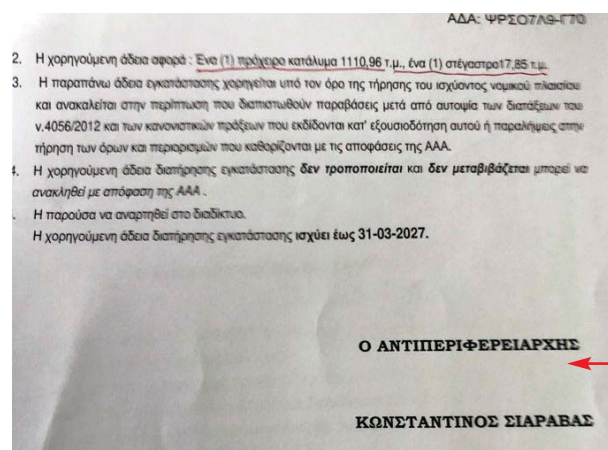 ΑΔΑ: ΨΡΣΟ7Λ9-Γ70
2. Η χορηγούμενη άδεια αφορά : Ένα (1) πρόχειρο κατάλυμα 1110,96 τ.μ., ένα (1) στέγαστρο17,85 τ.μ.
3. Η παραπάνω άδεια εγκατάστασης χορηγείται υπό τον όρο της τήρησης του ισχύοντος νομικού πλαισίου
και ανακαλείται στην περίπτωση που διαπιστωθούν παραβάσεις μετά από αυτοψία των διατάξεων του
ν.4056/2012 και των κανονιστικών πράξεων που εκδίδονται κατ' εξουσιοδότηση αυτού ή παραλήψεις στην
τήρηση των όρων και περιορισμών που καθορίζονται με τις αποφάσεις της ΑΑΑ.
4. Η χορηγούμενη άδεια διατήρησης εγκατάστασης δεν τροποποιείται και δεν μεταβιβάζεται μπορεί να
ανακληθεί με απόφαση της ΑΑΑ .
. Η παρούσα να αναρτηθεί στο διαδίκτυο.
Η χορηγούμενη άδεια διατήρησης εγκατάστασης ισχύει έως 31-03-2027.
Ο ΑΝΤΙΠΕΡΙΦΕΡΕΙΑΡΧΗΣ
ΚΩΝΣΤΑΝΤΙΝΟΣ ΣΙΑΡΑΒΑΣ